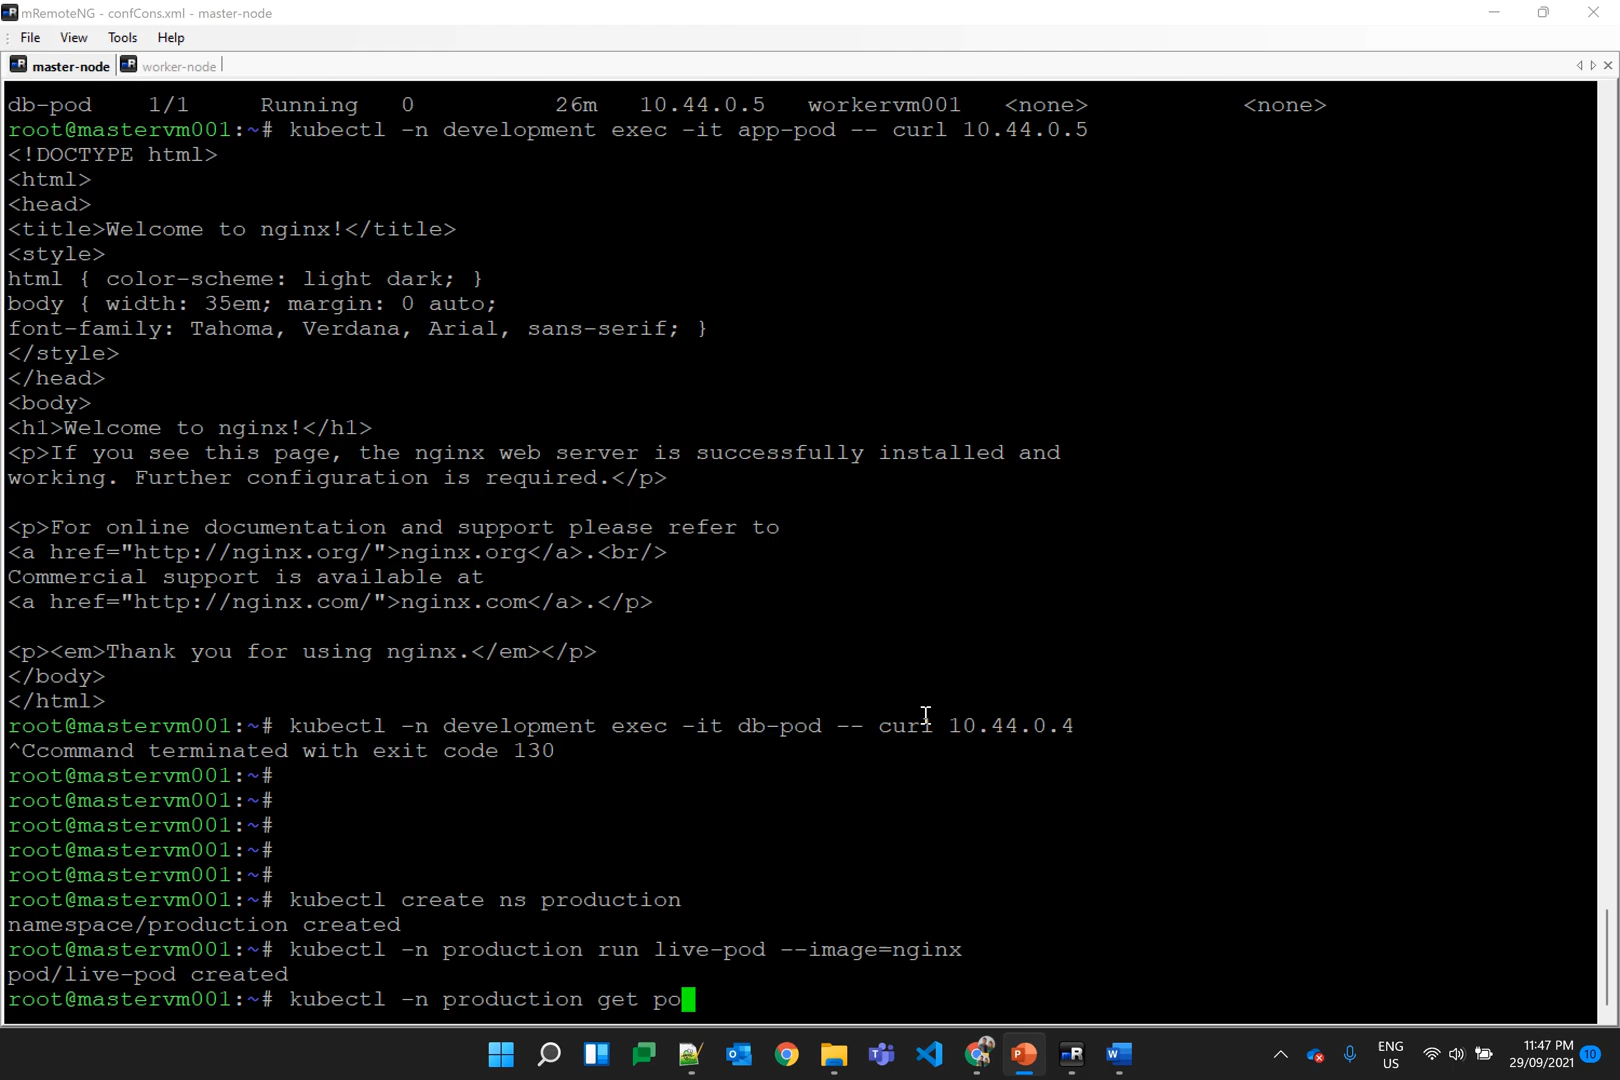 mRemoteNG - confCons.xml - master-node
File View Tools Help
master-node worker-node
db-pod 1/1 Running 0 26m 10.44.0.5 workervm001 <none> <none>
root@mastervm001:~# kubectl -n development exec -it app-pod -- curl 10.44.0.5
<!DOCTYPE html>
<html>
<head>
<title>Welcome to nginx!</title>
<style>
html { color-scheme: light dark; }
body { width: 35em; margin: 0 auto;
font-family: Tahoma, Verdana, Arial, sans-serif; }
</style>
</head>
<body>
<h1>Welcome to nginx!</h1>
<p>If you see this page, the nginx web server is successfully installed and
working. Further configuration is required.</p>
<p>For online documentation and support please refer to
<a href="http://nginx.org/">nginx.org</a>.<br/>
Commercial support is available at
<a href="http://nginx.com/">nginx.com</a>.</p>
<p><em>Thank you for using nginx.</em></p>
</body>
</html>
root@mastervm001:~# kubectl -n development exec -it db-pod -- curl 10.44.0.4
^Ccommand terminated with exit code 130
root@mastervm001:~#
root@mastervm001:~#
root@mastervm001:~#
root@mastervm001:~#
root@mastervm001:~#
root@mastervm001:~# kubectl create ns production
namespace/production created
root@mastervm001:~# kubectl -n production run live-pod --image=nginx
pod/live-pod created
root@mastervm001:~# kubectl -n production get po
ENG 11:47 PM
US 29/09/2021 10